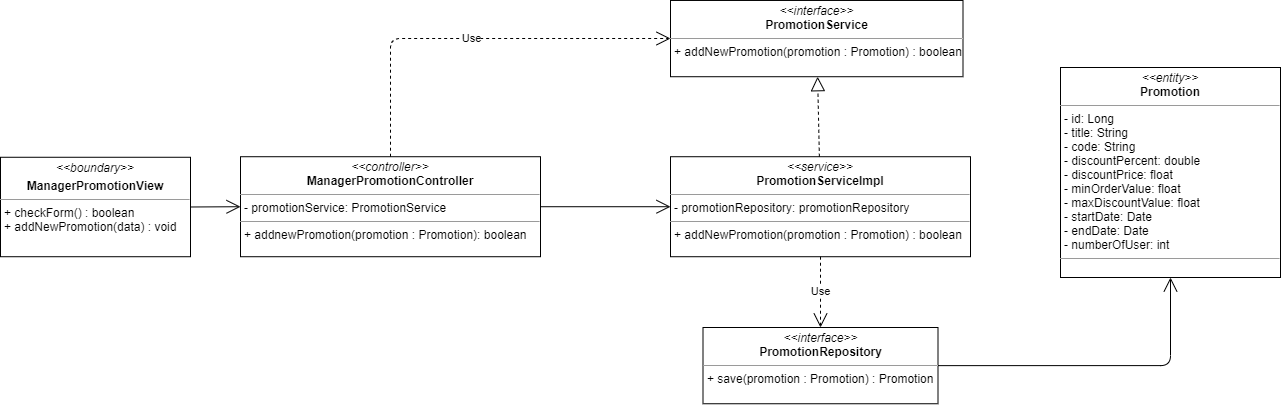 <<interface>>
PromotionService
+ addNewPromotion(promotion : Promotion) : boolean
Use
<<entity>>
Promotion
- id: Long
- title: String
- code: String
- discountPercent: double
- discountPrice: float
- minOrderValue: float
- maxDiscountValue: float
- startDate: Date
- endDate: Date
- numberOfUser: int
<<boundary>>
ManagerPromotionView
+ checkForm() : boolean
+ addNewPromotion(data) : void
<<controller>>
ManagerPromotionController
- promotionService: PromotionService
+ addnewPromotion(promotion : Promotion): boolean
<<service>>
PromotionServiceImpl
- promotionRepository: promotionRepository
+ addNewPromotion(promotion : Promotion) : boolean
Use
<<interface>>
PromotionRepository
+ save(promotion : Promotion) : Promotion